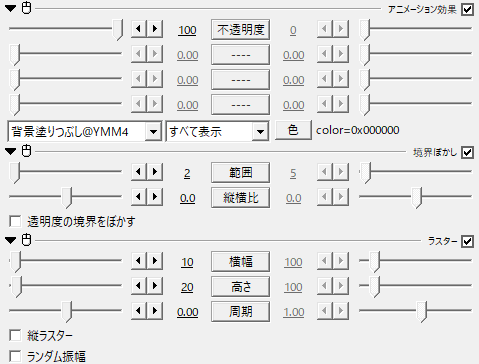 アニメーション効果
100 不透明度 0
0.00 ---- 0.00
0.00 ---- 0.00
0.00 ---- 0.00
背景塗りつぶし@YMM4 すべて表示 色 color=0x000000
境界ぼかし
2 範囲 5
0.0 縦横比 0.0
透明度の境界をぼかす
ラスター
10 横幅 100
20 高さ 100
0.00 周期 1.00
縦ラスター
ランダム振幅